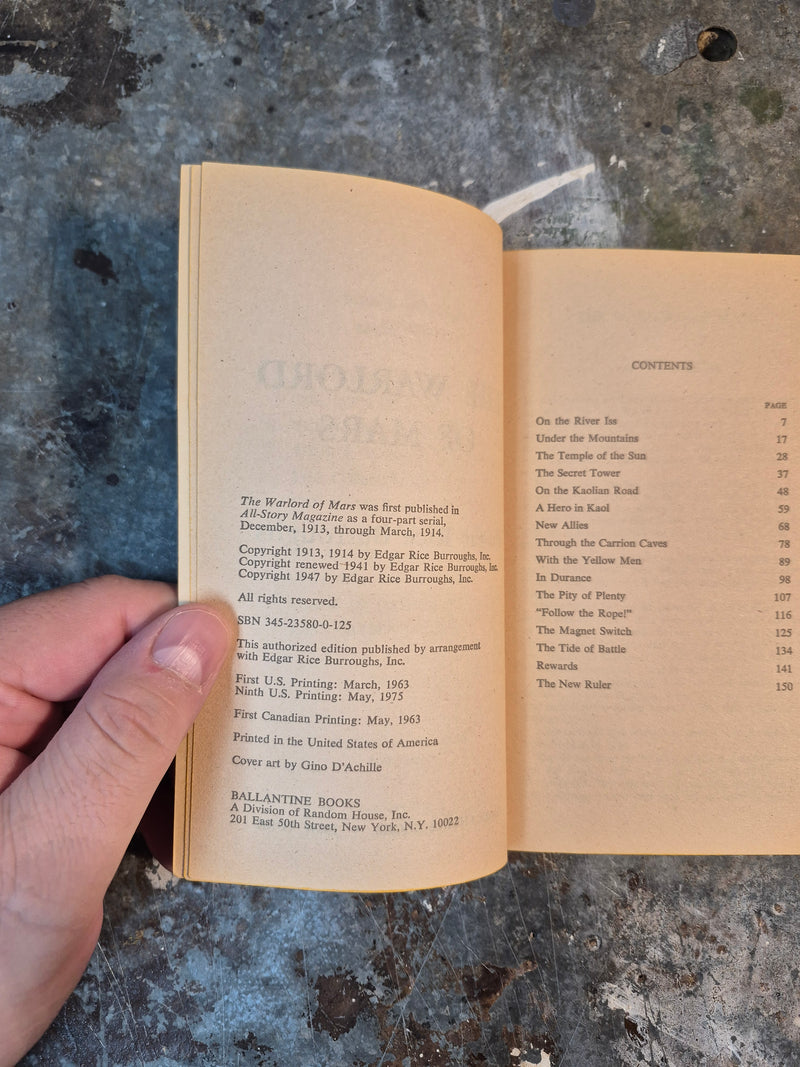 The Warlord of Mars was first published in
All-Story Magazine as a four-part serial,
December, 1913, through March, 1914.
Copyright 1913, 1914 by Edgar Rice Burroughs, Inc.
Copyright renewed 1941 by Edgar Rice Burroughs, Inc.
Copyright 1947 by Edgar Rice Burroughs, Inc.
All rights reserved.
SBN 345-23580-0-125
This authorized edition published by arrangement
with Edgar Rice Burroughs, Inc.
First U.S. Printing: March, 1963
Ninth U.S. Printing: May, 1975
First Canadian Printing: May, 1963
Printed in the United States of America
Cover art by Gino D'Achille
BALLANTINE BOOKS
A Division of Random House, Inc.
201 East 50th Street, New York, N.Y. 10022
CONTENTS
PAGE
On the River Iss 7
Under the Mountains 17
The Temple of the Sun 28
The Secret Tower 37
On the Kaolian Road 48
A Hero in Kaol 59
New Allies 68
Through the Carrion Caves 78
With the Yellow Men 89
In Durance 98
The Pity of Plenty 107
"Follow the Rope!" 116
The Magnet Switch 125
The Tide of Battle 134
Rewards 141
The New Ruler 150